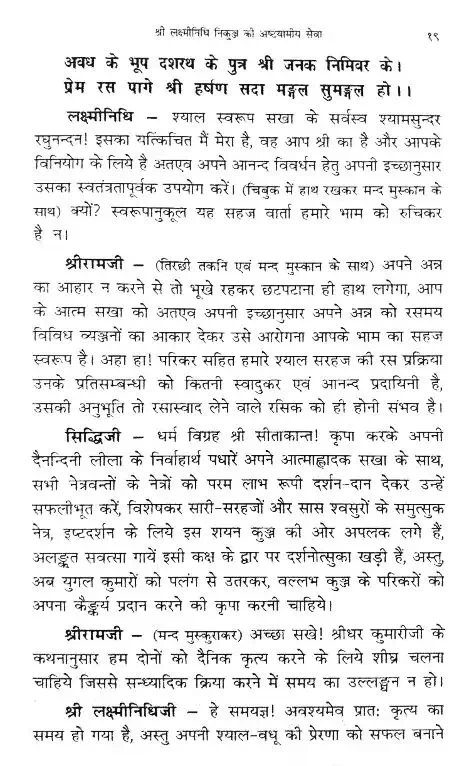 श्री लक्ष्मीनिधि निकुञ्ज की अष्टयामीय सेवा १९
अवध के भूप दशरथ के पुत्र श्री जनक निमिवर के।
प्रेम रस पागे श्री हर्षण सदा मङ्गल सुमङ्गल हो।।
लक्ष्मीनिधि – श्याल स्वरूप सखा के सर्वस्व श्यामसुन्दर
रघुनन्दन! इसका यत्किंचित मैं मेरा है, वह आप श्री का है और आपके
विनियोग के लिये है अतएव अपने आनन्द विवर्धन हेतु अपनी इच्छानुसार
उसका स्वतंत्रतापूर्वक उपयोग करें। (चिबुक में हाथ रखकर मन्द मुस्कान के
साथ) क्यों? स्वरूपानुकूल यह सहज वार्ता हमारे भाम को रुचिकर
है न।
श्रीरामजी – (तिरछी तकनि एवं मन्द मुस्कान के साथ) अपने अन्न
का आहार न करने से तो भूखे रहकर छटपटाना ही हाथ लगेगा, आप
के आत्म सखा को अतएव अपनी इच्छानुसार अपने अन्न को रसमय
विविध व्यञ्जनों का आकार देकर उसे आरोगना आपके भाम का सहज
स्वरूप है। अहा हा! परिकर सहित हमारे श्याल सरहज की रस प्रक्रिया
उनके प्रतिसम्बन्धी को कितनी स्वादुकर एवं आनन्द प्रदायिनी है,
उसकी अनुभूति तो रसास्वाद लेने वाले रसिक को ही होनी संभव है।
सिद्धिजी – धर्म विग्रह श्री सीताकान्त! कृपा करके अपनी
दैनन्दिनी लीला के निर्वाहार्थ पधारें अपने आत्माह्लादक सखा के साथ,
सभी नेत्रवन्तों के नेत्रों को परम लाभ रूपी दर्शन-दान देकर उन्हें
सफलीभूत करें, विशेषकर सारी-सरहजों और सास श्वसुरों के समुत्सुक
नेत्र, इष्टदर्शन के लिये इस शयन कुञ्ज की ओर अपलक लगे हैं,
अलङ्कृत सवत्सा गायें इसी कक्ष के द्वार पर दर्शनोत्सुका खड़ी हैं, अस्तु,
अब युगल कुमारों को पलंग से उतरकर, वल्लभ कुञ्ज के परिकरों को
अपना कैङ्कर्य प्रदान करने की कृपा करनी चाहिये।
श्रीरामजी – (मन्द मुस्कुराकर) अच्छा सखे! श्रीधर कुमारीजी के
कथनानुसार हम दोनों को दैनिक कृत्य करने के लिये शीघ्र चलना
चाहिये जिससे सन्ध्यादिक क्रिया करने में समय का उल्लङ्घन न हो।
श्री लक्ष्मीनिधिजी – हे समयज्ञ! अवश्यमेव प्रातः कृत्य का
समय हो गया है, अस्तु अपनी श्याल-वधू की प्रेरणा को सफल बनाने